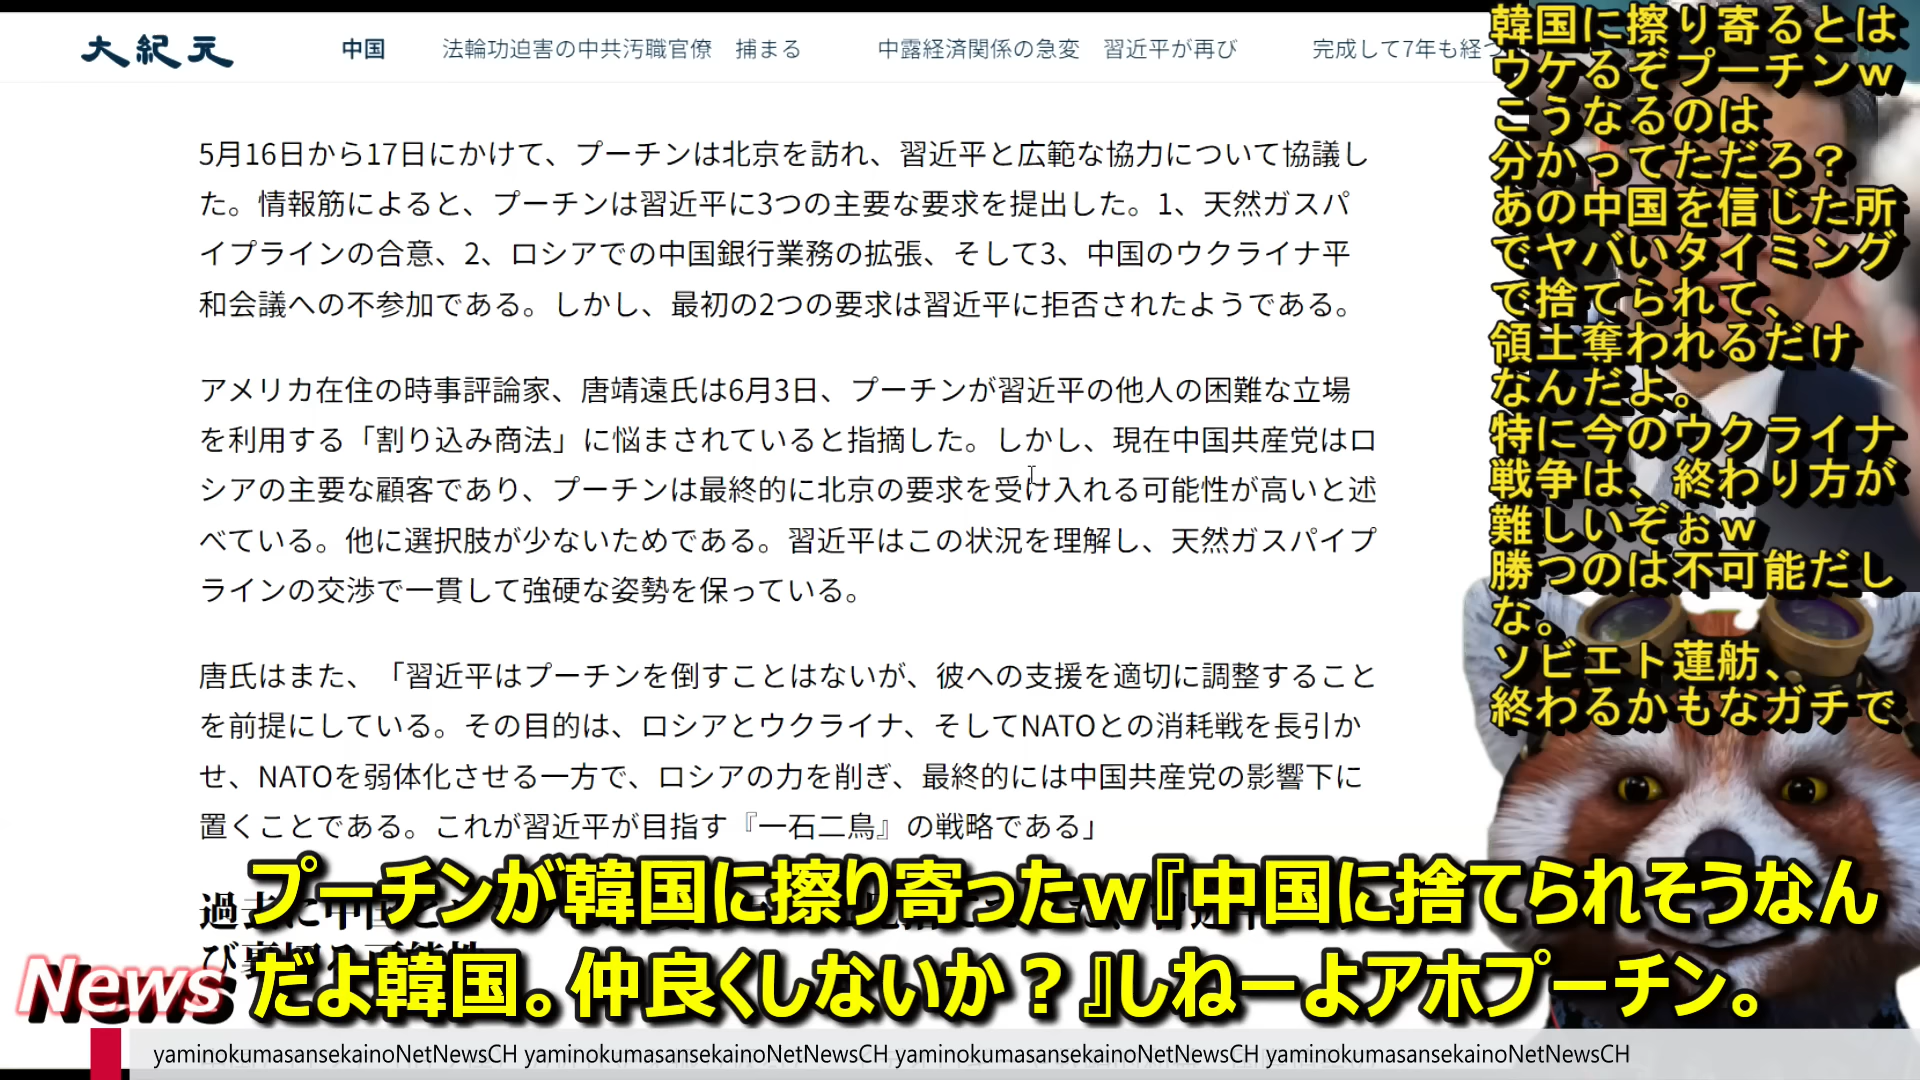 大紀元
中国 法輪功迫害の中共汚職官僚 捕まる 中露経済関係の急変 習近平が再び 完成して7年も経つ
5月16日から17日にかけて、プーチンは北京を訪れ、習近平と広範な協力について協議し
た。情報筋によると、プーチンは習近平に3つの主要な要求を提出した。1、天然ガスパ
イプラインの合意、2、ロシアでの中国銀行業務の拡張、そして3、中国のウクライナ平
和会議への不参加である。しかし、最初の2つの要求は習近平に拒否されたようである。
アメリカ在住の時事評論家、唐靖遠氏は6月3日、プーチンが習近平の他人の困難な立場
を利用する「割り込み商法」に悩まされていると指摘した。しかし、現在中国共産党はロ
シアの主要な顧客であり、プーチンは最終的に北京の要求を受け入れる可能性が高いと述
べている。他に選択肢が少ないためである。習近平はこの状況を理解し、天然ガスパイプ
ラインの交渉で一貫して強硬な姿勢を保っている。
唐氏はまた、「習近平はプーチンを倒すことはないが、彼への支援を適切に調整すること
を前提にしている。その目的は、ロシアとウクライナ、そしてNATOとの消耗戦を長引か
せ、NATOを弱体化させる一方で、ロシアの力を削ぎ、最終的には中国共産党の影響下に
置くことである。これが習近平が目指す『一石二鳥』の戦略である」
韓国に擦り寄るとは
ウケるぞプーチンｗ
こうなるのは
分かってただろ？
あの中国を信じた所
でヤバいタイミング
で捨てられて、
領土奪われるだけ
なんだよ。
特に今のウクライナ
戦争は、終わり方が
難しいぞぉｗ
勝つのは不可能だし
な。
ソビエト蓮舫、
終わるかもなガチで
プーチンが韓国に擦り寄ったｗ『中国に捨てられそうなん
だよ韓国。仲良くしないか？』しねーよアホプーチン。
News
yaminokumasansekainoNetNewsCH yaminokumasansekainoNetNewsCH yaminokumasansekainoNetNewsCH yaminokumasansekainoNetNewsCH